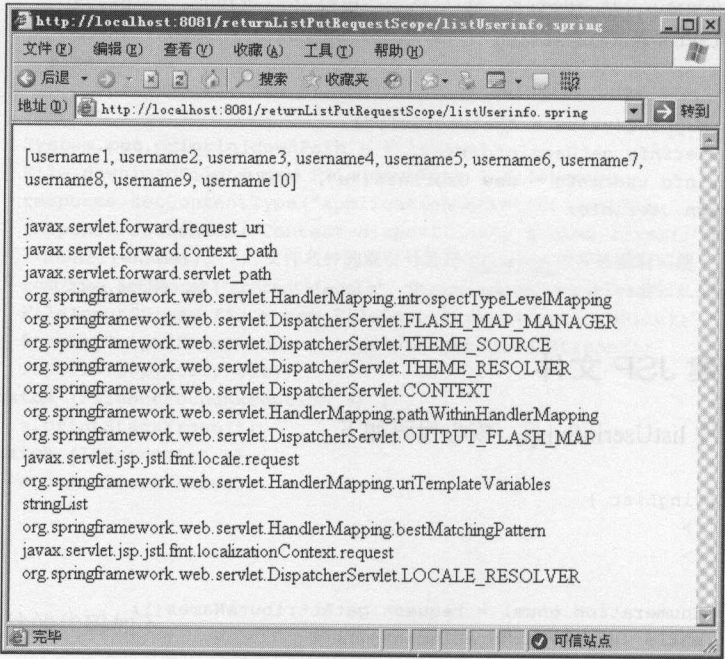 http://localhost:8081/returnListPutRequestScope/listUserinfo.spring
文件(F) 编辑(E) 查看(V) 收藏(A) 工具(T) 帮助(H)
后退 搜索 收藏夹
地址(D) http://localhost:8081/returnListPutRequestScope/listUserinfo.spring 转到
[username1, username2, username3, username4, username5, username6, username7,
username8, username9, username10]
javax.servlet.forward.request_uri
javax.servlet.forward.context_path
javax.servlet.forward.servlet_path
org.springframework.web.servlet.HandlerMapping.introspectTypeLevelMapping
org.springframework.web.servlet.DispatcherServlet.FLASH_MAP_MANAGER
org.springframework.web.servlet.DispatcherServlet.THEME_SOURCE
org.springframework.web.servlet.DispatcherServlet.THEME_RESOLVER
org.springframework.web.servlet.DispatcherServlet.CONTEXT
org.springframework.web.servlet.HandlerMapping.pathWithinHandlerMapping
org.springframework.web.servlet.DispatcherServlet.OUTPUT_FLASH_MAP
javax.servlet.jsp.jstl.fmt.locale.request
org.springframework.web.servlet.HandlerMapping.uriTemplateVariables
stringList
org.springframework.web.servlet.HandlerMapping.bestMatchingPattern
javax.servlet.jsp.jstl.fmt.localizationContext.request
org.springframework.web.servlet.DispatcherServlet.LOCALE_RESOLVER
完毕 可信站点